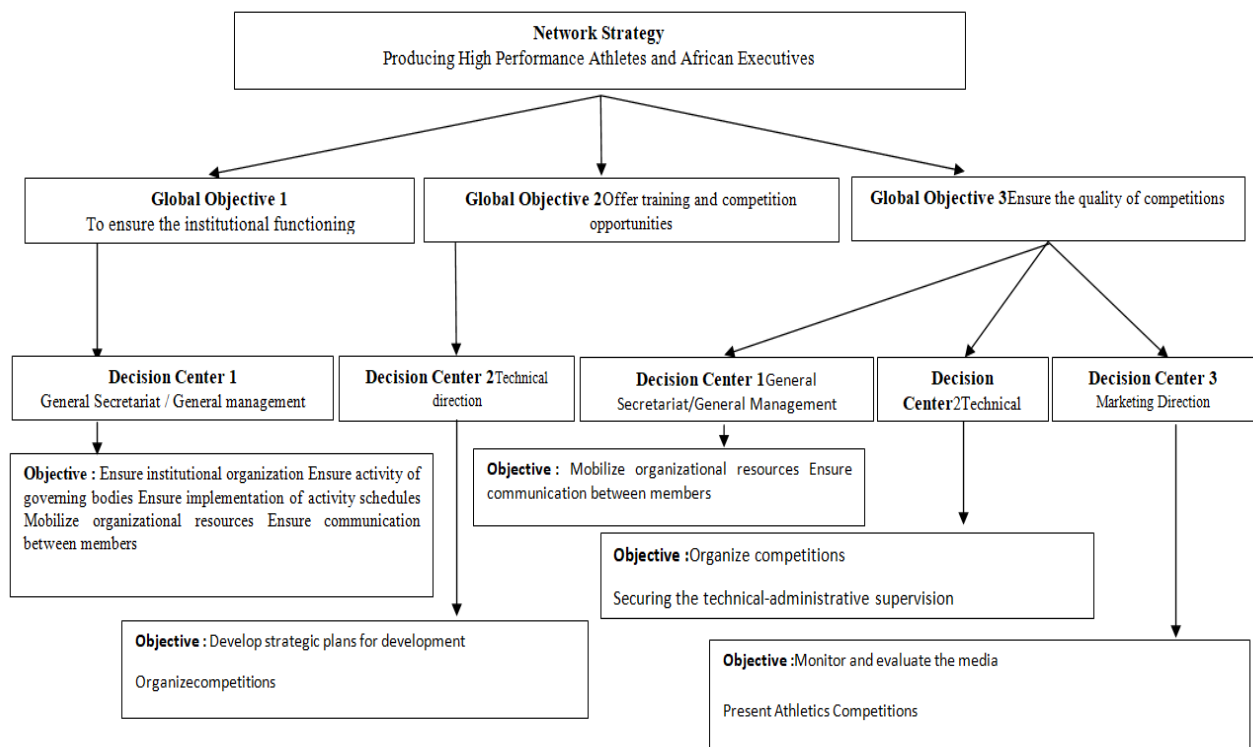 Network Strategy
Producing High Performance Athletes and African Executives
Global Objective 1
To ensure the institutional functioning
Global Objective 2Offer training and competition
opportunities
Global Objective 3Ensure the quality of competitions
Decision Center 1
General Secretariat / General management
Decision Center 2Technical
direction
Decision Center 1General
Secretariat/General Management
Decision
Center2Technical
Decision Center 3
Marketing Direction
Objective : Ensure institutional organization Ensure activity of
governing bodies Ensure implementation of activity schedules
Mobilize organizational resources Ensure communication
between members
Objective : Mobilize organizational resources Ensure
communication between members
Objective :Organize competitions
Securing the technical-administrative supervision
Objective : Develop strategic plans for development
Organizecompetitions
Objective :Monitor and evaluate the media
Present Athletics Competitions